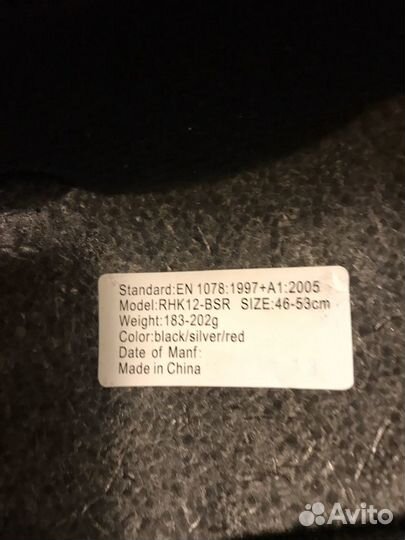 Standard:EN 1078:1997+A1:2005
Model:RHK12-BSR SIZE:46-53cm
Weight:183-202g
Color:black/silver/red
Date of Manf:
Made in China
Avito